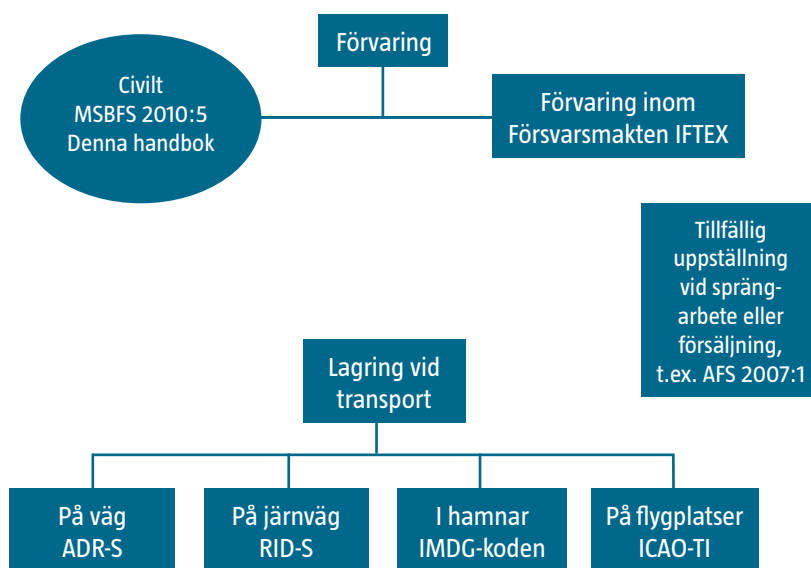 Förvaring
Civilt
MSBFS 2010:5
Denna handbok
Förvaring inom
Försvarsmakten IFTEX
Tillfällig
uppställning
vid spräng-
arbete eller
försäljning,
t.ex. AFS 2007:1
Lagring vid
transport
På väg
ADR-S
På järnväg
RID-S
I hamnar
IMDG-koden
På flygplatser
ICAO-TI